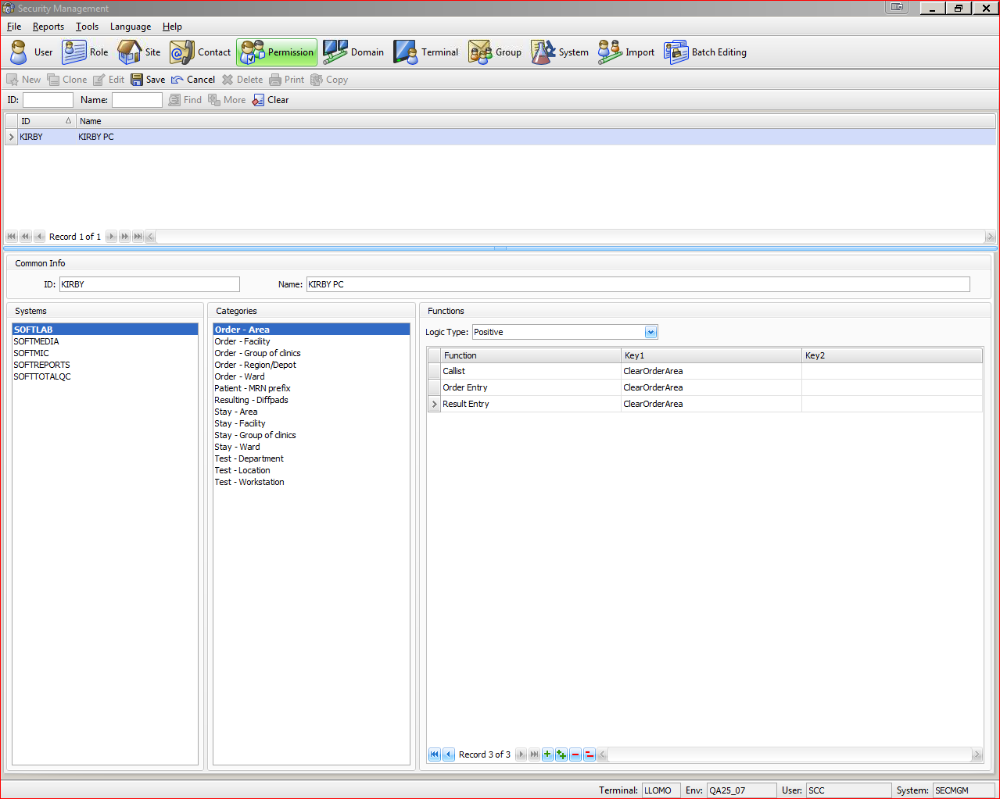 Security Management
File Reports Tools Language Help
User Role Site Contact Permission Domain Terminal Group System Import Batch Editing
New Clone Edit Save Cancel Delete Print Copy
ID: Name: Find More Clear
ID Name
KIRBY KIRBY PC
Record 1 of 1
Common Info
ID: KIRBY Name: KIRBY PC
Systems
SOFTLAB
SOFTMEDIA
SOFTMIC
SOFTREPORTS
SOFTTOTALQC
Categories
Order - Area
Order - Facility
Order - Group of clinics
Order - Region/Depot
Order - Ward
Patient - MRN prefix
Resulting - Diffpads
Stay - Area
Stay - Facility
Stay - Group of clinics
Stay - Ward
Test - Department
Test - Location
Test - Workstation
Functions
Logic Type: Positive
Function Key1 Key2
Callist ClearOrderArea
Order Entry ClearOrderArea
Result Entry ClearOrderArea
Record 3 of 3
Terminal: LLOMO Env: QA25_07 User: SCC System: SECMGM